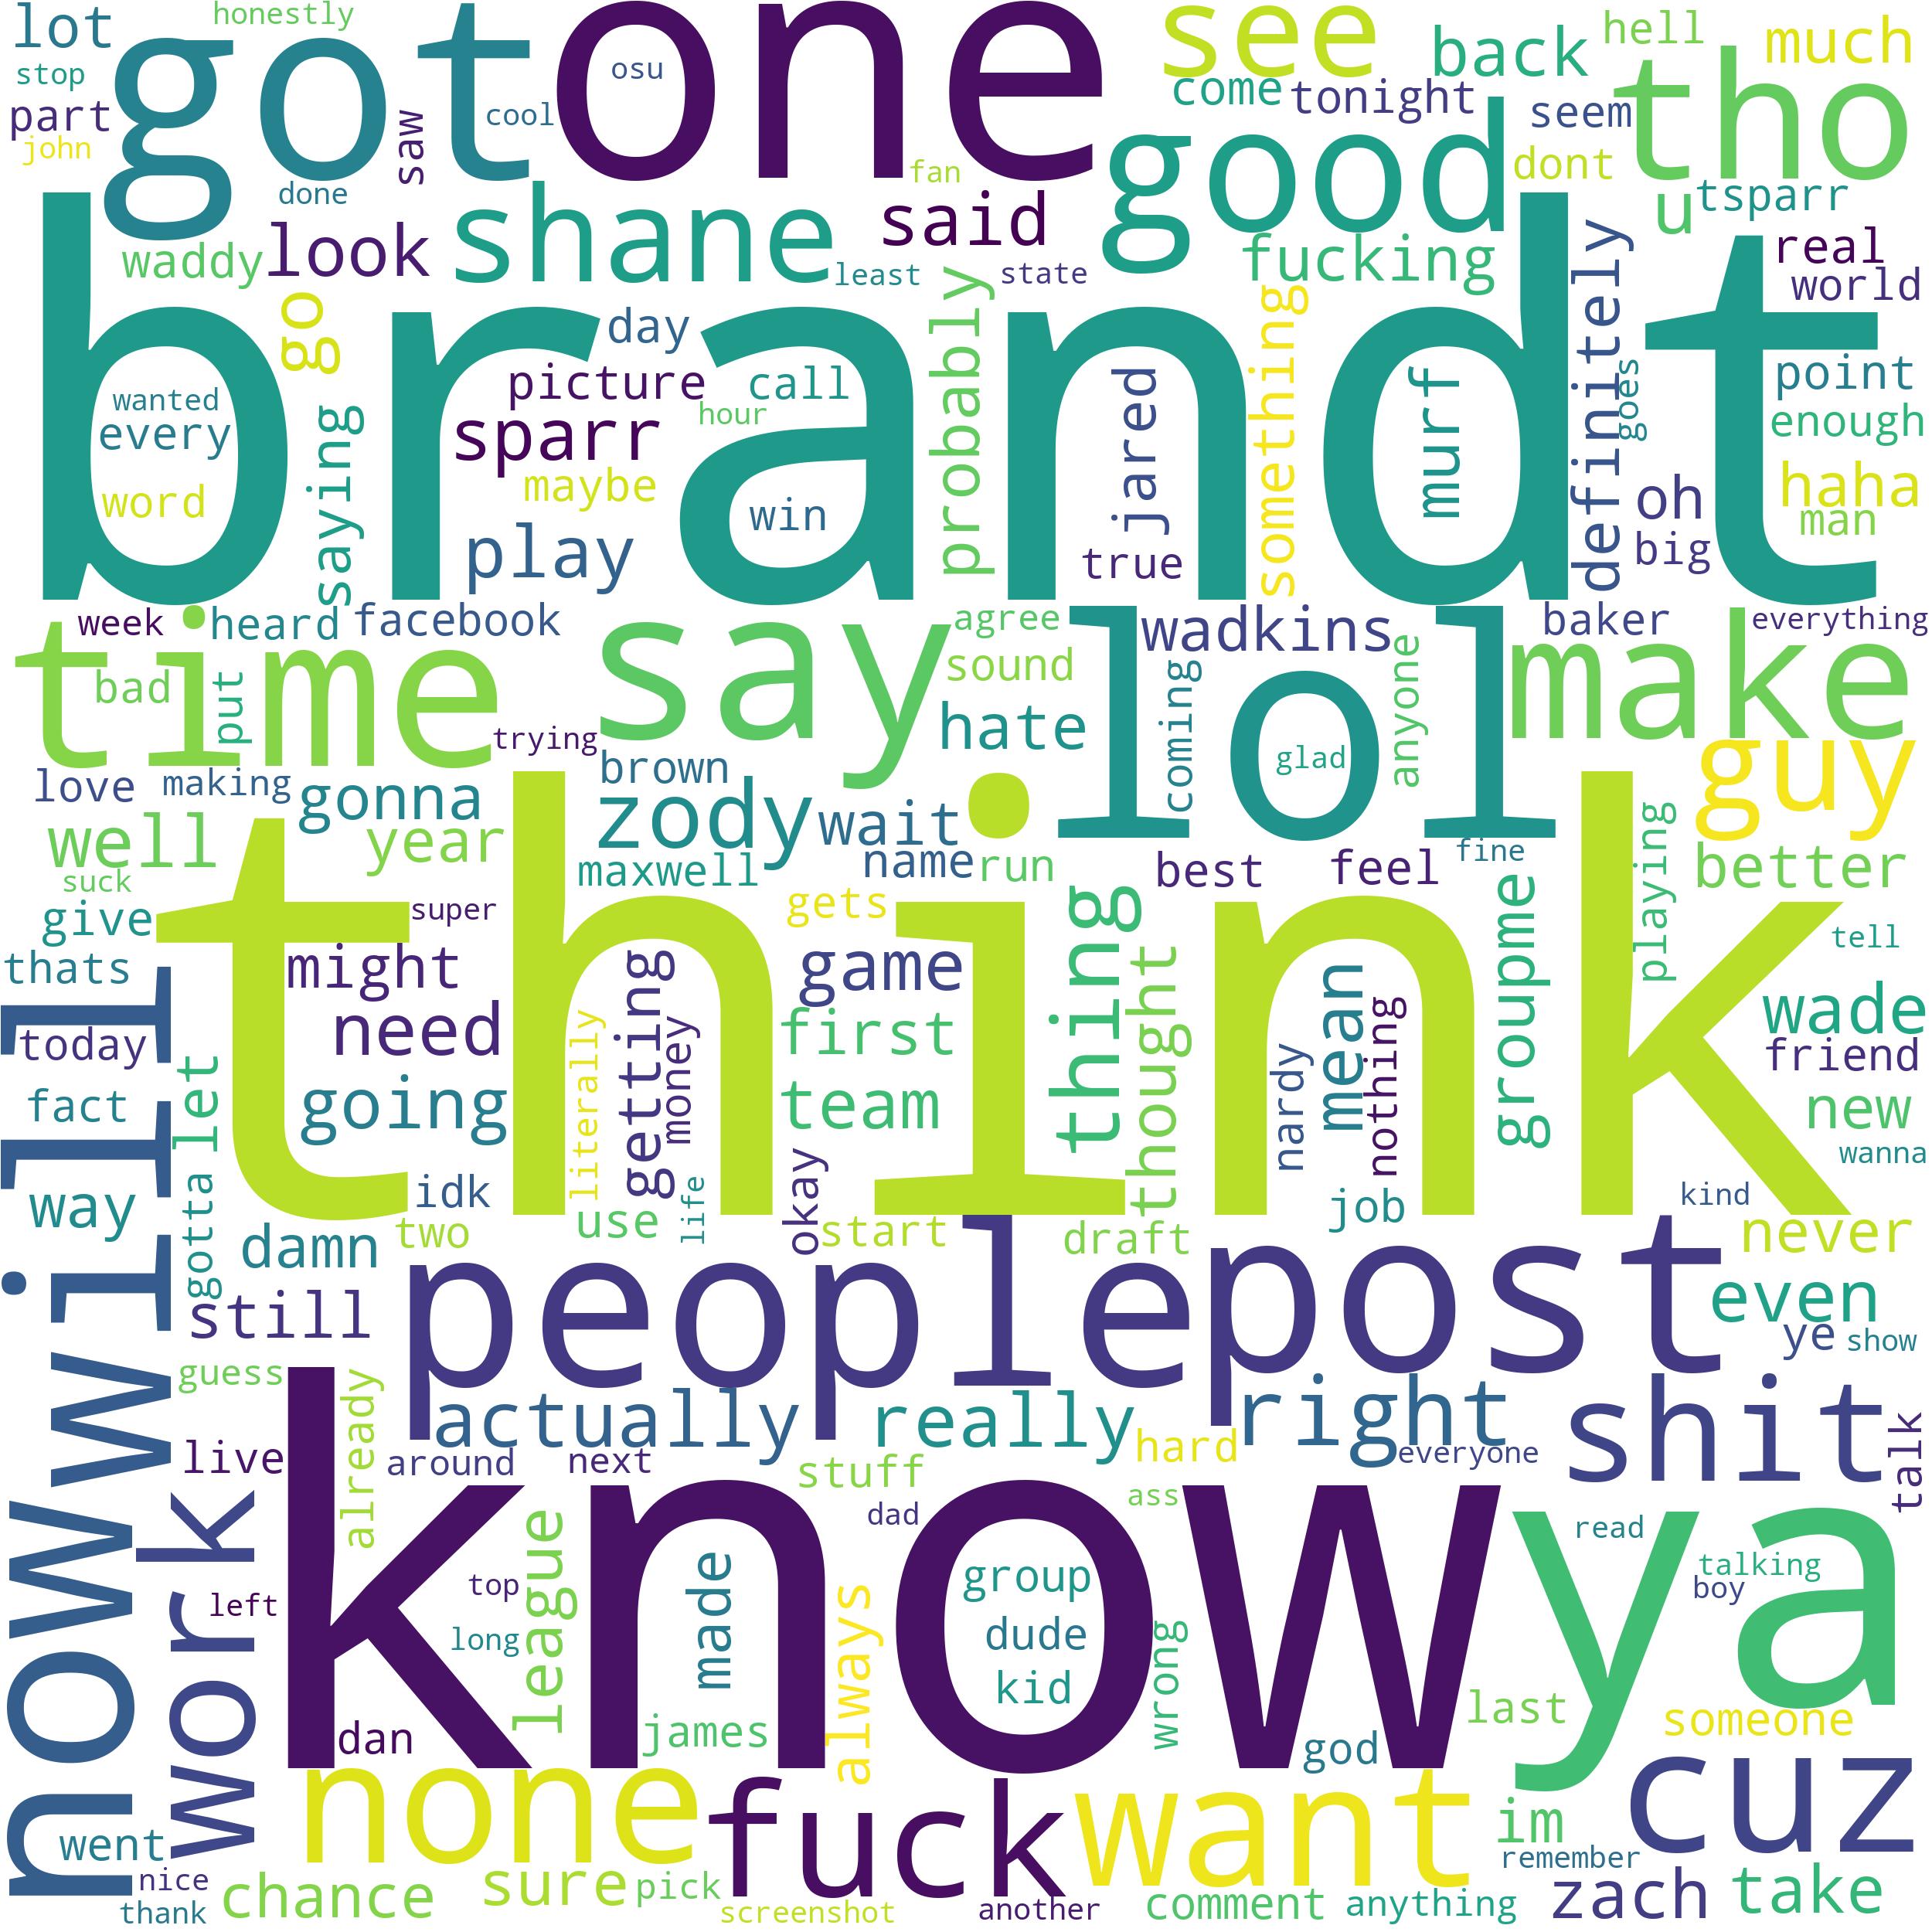 lot
honestly
got
one
see
back
hell
much
stop
osu
come
tonight
tho
part
cool
saw
seem
john
fan
good
dont
done
shane
said
u
tsparr
waddy
look
least
state
fucking
definitely
real
world
brandt
go
day
probably
something
wanted
picture
call
jared
murf
goes
point
every
hour
enough
saying
sparr
word
maybe
win
oh
haha
man
play
true
big
week
heard
facebook
agree
lol
wadkins
baker
everything
time
say
make
bad
put
sound
coming
anyone
trying
hate
guy
love
making
brown
glad
gonna
zody
wait
well
year
maxwell
name
run
best
feel
fine
playing
better
suck
give
super
gets
thing
groupme
tell
thats
might
think
game
thought
mean
will
today
need
getting
money
literally
first
nardy
nothing
wade
friend
fact
let
going
team
new
wanna
way
idk
life
okay
job
kind
gotta
damn
two
use
start
draft
never
still
people
post
even
ye
show
now
guess
already
actually
really
right
shit
hard
everyone
live
around
next
stuff
talk
work
know
ass
ya
dad
read
left
top
league
made
always
group
talking
boy
long
dude
wrong
kid
dan
james
last
someone
god
none
fuck
want
cuz
went
im
nice
remember
thank
chance
sure
pick
screenshot
another
comment
anything
zach
take